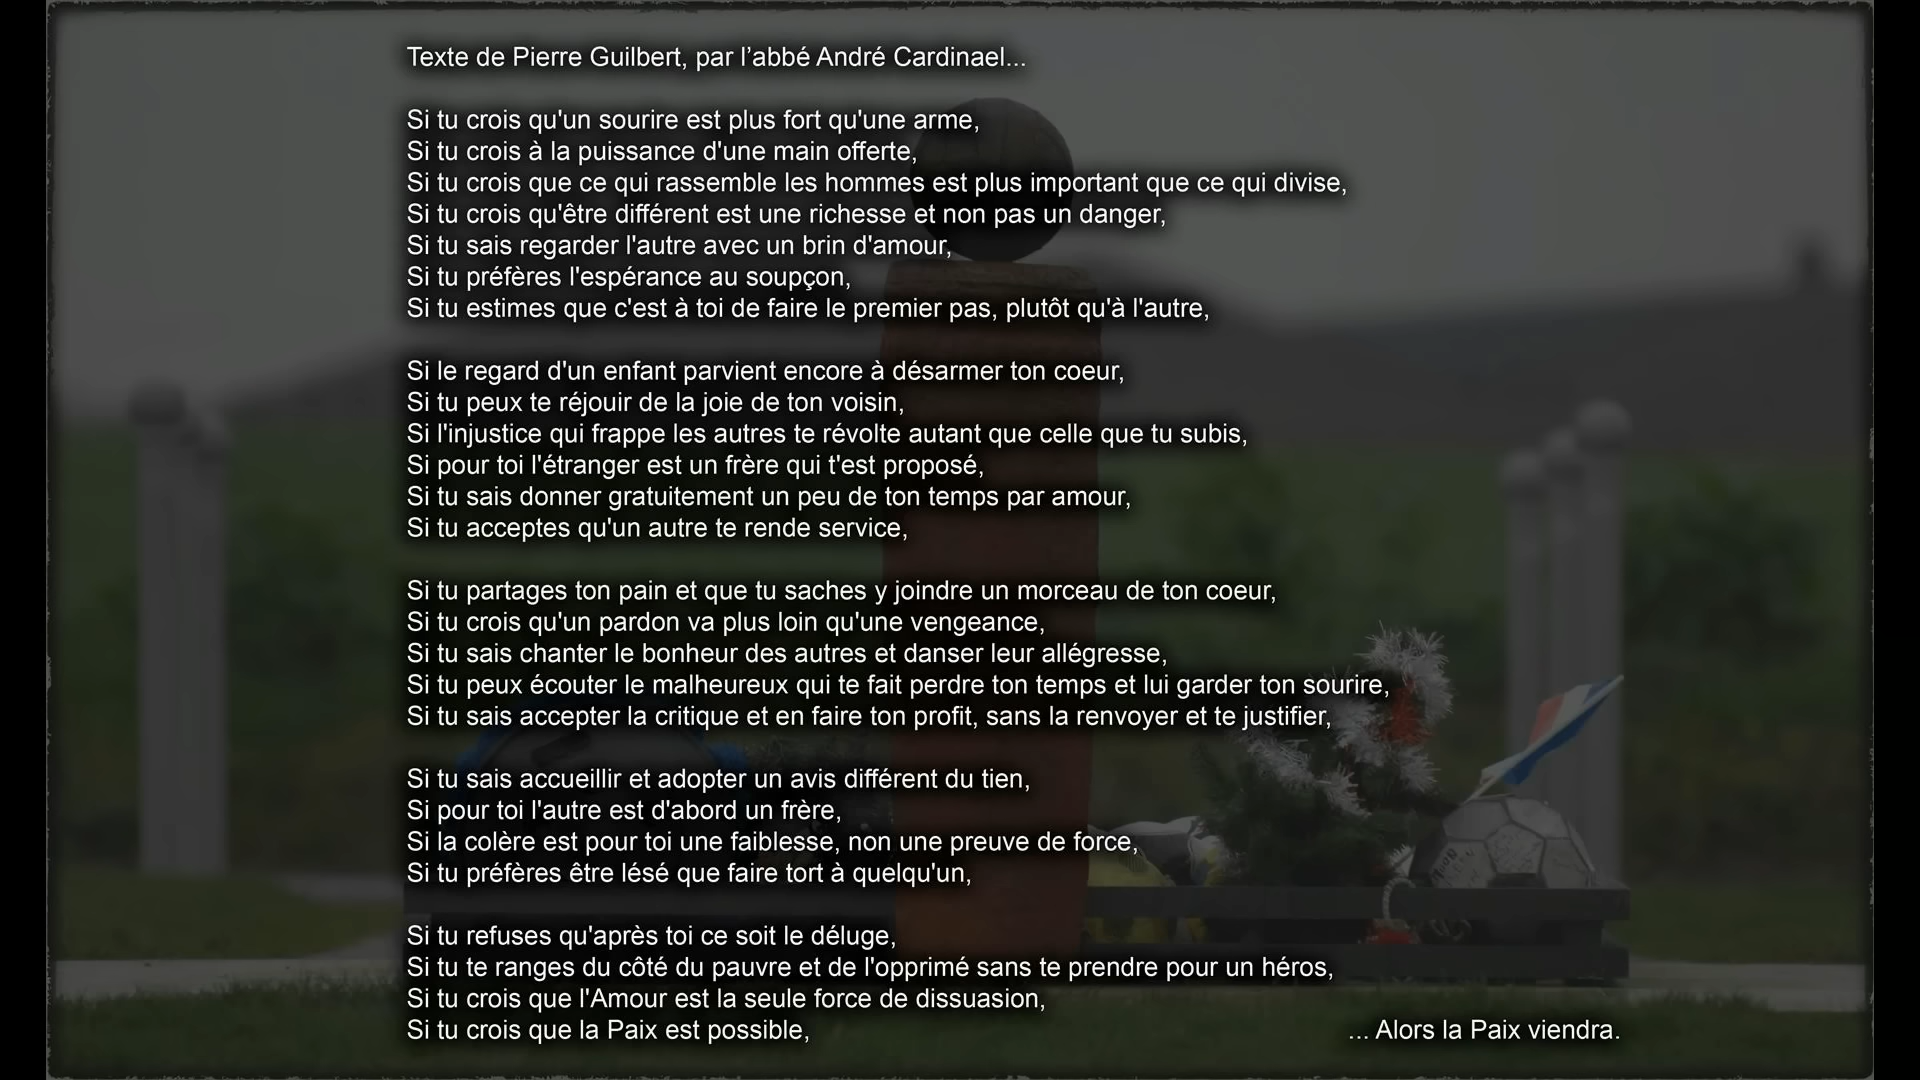 Texte de Pierre Guilbert, par l’abbé André Cardinael...
Si tu crois qu'un sourire est plus fort qu'une arme,
Si tu crois à la puissance d'une main offerte,
Si tu crois que ce qui rassemble les hommes est plus important que ce qui divise,
Si tu crois qu'être différent est une richesse et non pas un danger,
Si tu sais regarder l'autre avec un brin d'amour,
Si tu préfères l'espérance au soupçon,
Si tu estimes que c'est à toi de faire le premier pas, plutôt qu'à l'autre,
Si le regard d'un enfant parvient encore à désarmer ton coeur,
Si tu peux te réjouir de la joie de ton voisin,
Si l'injustice qui frappe les autres te révolte autant que celle que tu subis,
Si pour toi l'étranger est un frère qui t'est proposé,
Si tu sais donner gratuitement un peu de ton temps par amour,
Si tu acceptes qu'un autre te rende service,
Si tu partages ton pain et que tu saches y joindre un morceau de ton coeur,
Si tu crois qu'un pardon va plus loin qu'une vengeance,
Si tu sais chanter le bonheur des autres et danser leur allégresse,
Si tu peux écouter le malheureux qui te fait perdre ton temps et lui garder ton sourire,
Si tu sais accepter la critique et en faire ton profit, sans la renvoyer et te justifier,
Si tu sais accueillir et adopter un avis différent du tien,
Si pour toi l'autre est d'abord un frère,
Si la colère est pour toi une faiblesse, non une preuve de force,
Si tu préfères être lésé que faire tort à quelqu'un,
Si tu refuses qu'après toi ce soit le déluge,
Si tu te ranges du côté du pauvre et de l'opprimé sans te prendre pour un héros,
Si tu crois que l'Amour est la seule force de dissuasion,
Si tu crois que la Paix est possible, ... Alors la Paix viendra.